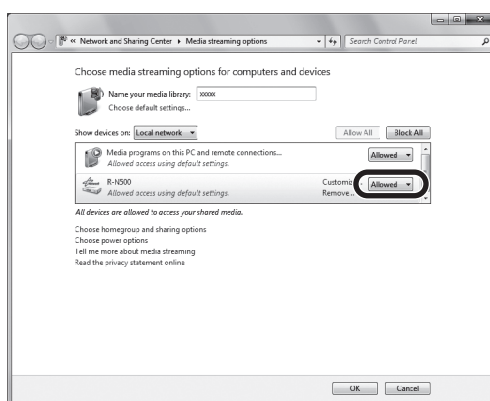 « Network and Sharing Center ▸ Media streaming options
Search Control Panel
Choose media streaming options for computers and devices
Name your media library: xxxxx
Choose default settings...
Show devices on: Local network
Allow All
Block All
Media programs on this PC and remote connections...
Allowed access using default settings.
Allowed
R-N500
Allowed access using default settings.
Customize
Remove...
Allowed
All devices are allowed to access your shared media.
Choose homegroup and sharing options
Choose power options
Tell me more about media streaming
Read the privacy statement online
OK
Cancel